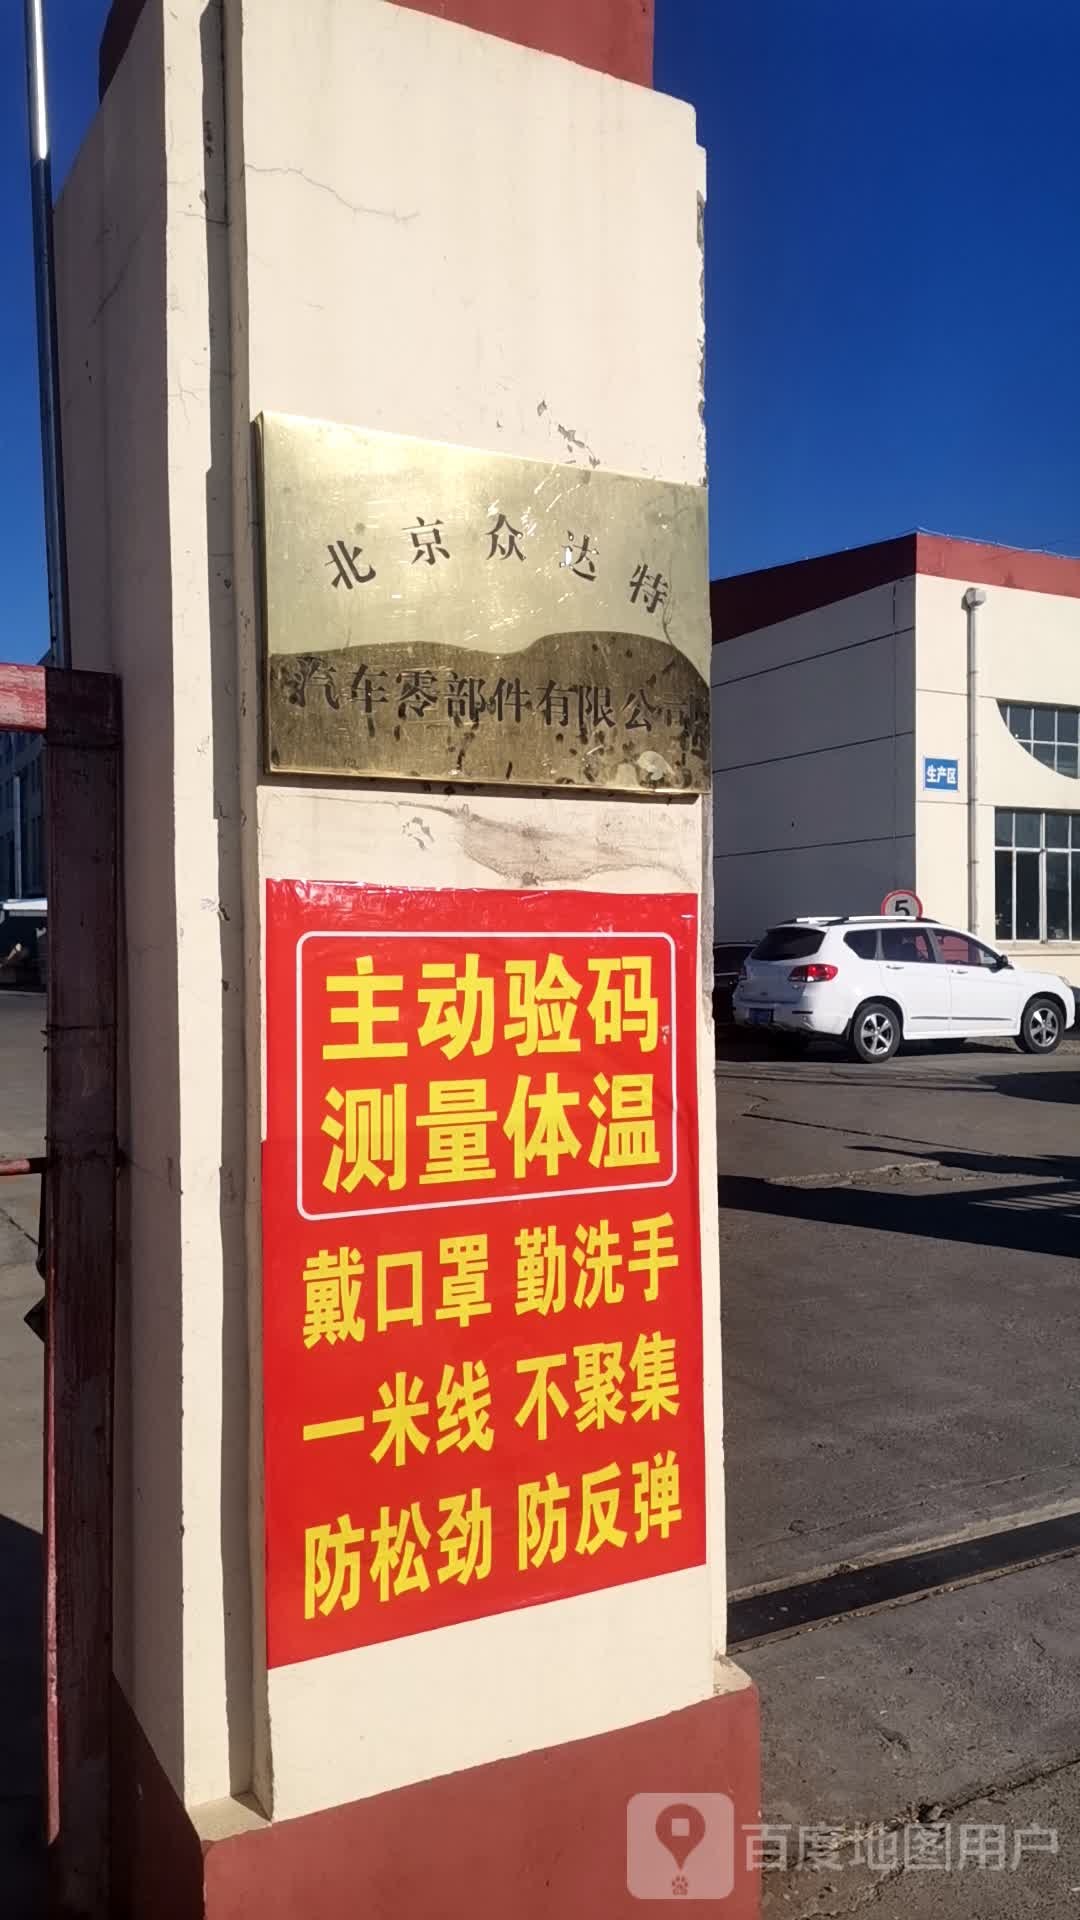 北京众达特
汽车零部件有限公司
生产区
5
主动验码
测量体温
戴口罩 勤洗手
一米线 不聚集
防松劲 防反弹
百度地图用户